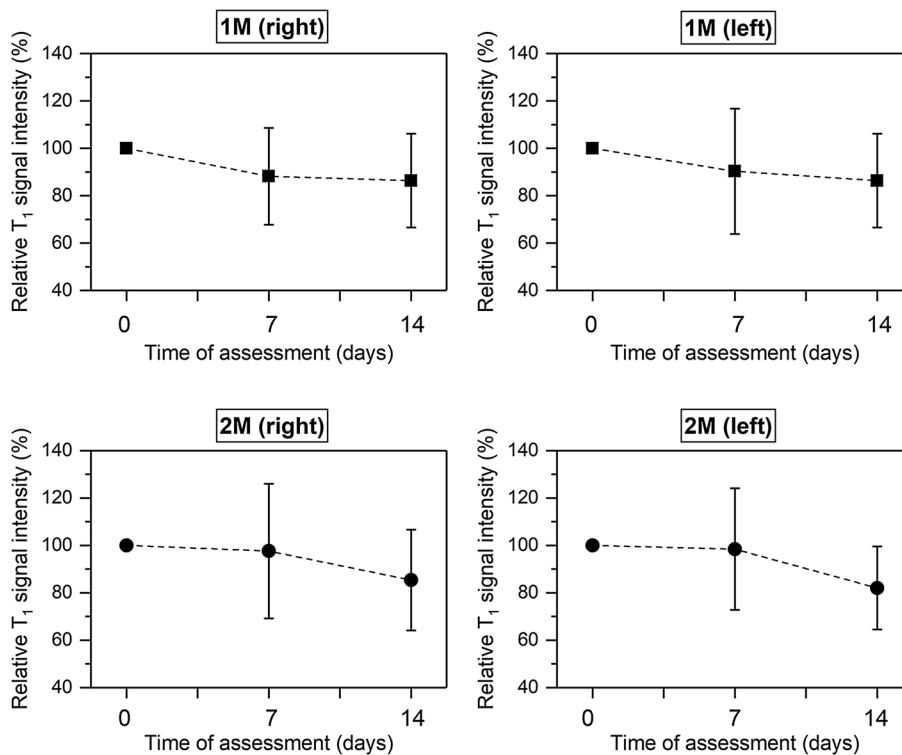 1M (right)
Relative T₁ signal intensity (%)
140
120
100
80
60
40
0 7 14
Time of assessment (days)
1M (left)
Relative T₁ signal intensity (%)
140
120
100
80
60
40
0 7 14
Time of assessment (days)
2M (right)
Relative T₁ signal intensity (%)
140
120
100
80
60
40
0 7 14
Time of assessment (days)
2M (left)
Relative T₁ signal intensity (%)
140
120
100
80
60
40
0 7 14
Time of assessment (days)